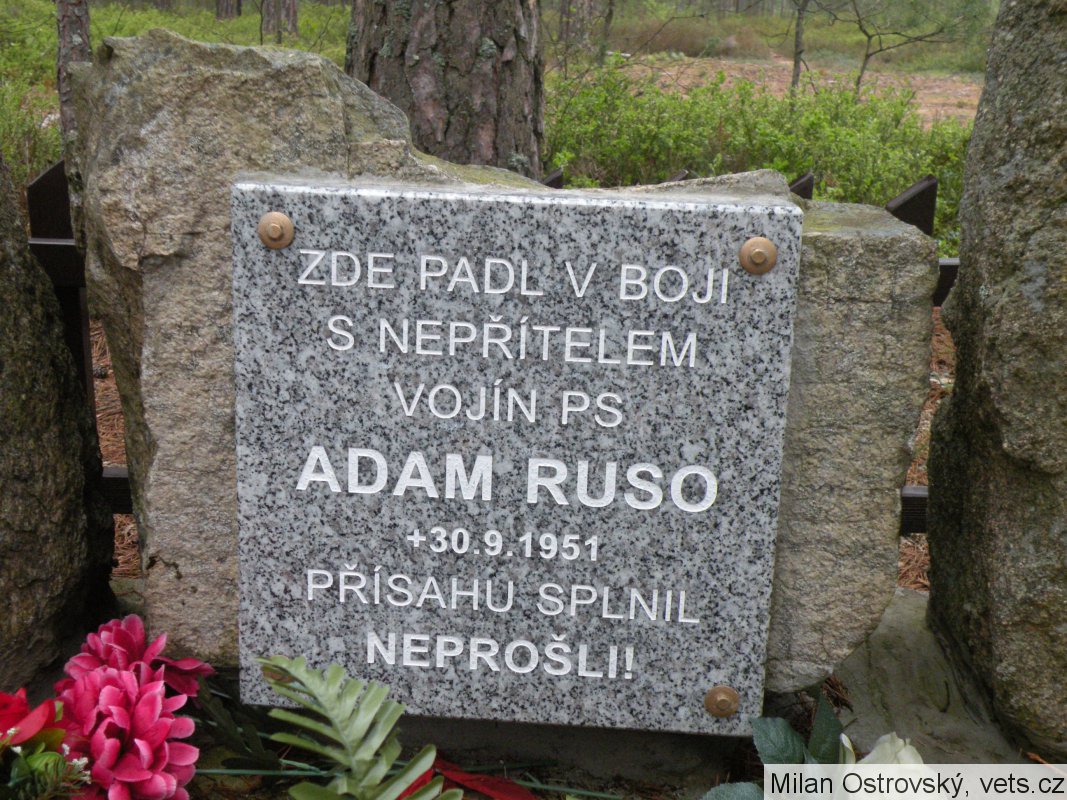 ZDE PADL V BOJI
S NEPŘÍTELEM
VOJÍN PS
ADAM RUSO
+30.9.1951
PŘÍSAHU SPLNIL
NEPROŠLI!
Milan Ostrovský, vets.cz